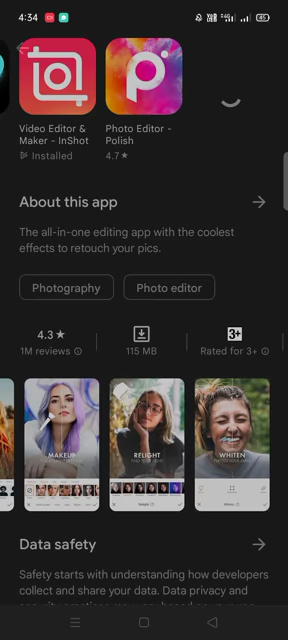 4:34
45
Video Editor &
Maker - InShot
Installed
Photo Editor -
Polish
4.7★
About this app
The all-in-one editing app with the coolest
effects to retouch your pics.
Photography
Photo editor
4.3★
1M reviews
115 MB
3+
Rated for 3+
MAKEUP
RELIGHT
WHITEN
Data safety
Safety starts with understanding how developers
collect and share your data. Data privacy and